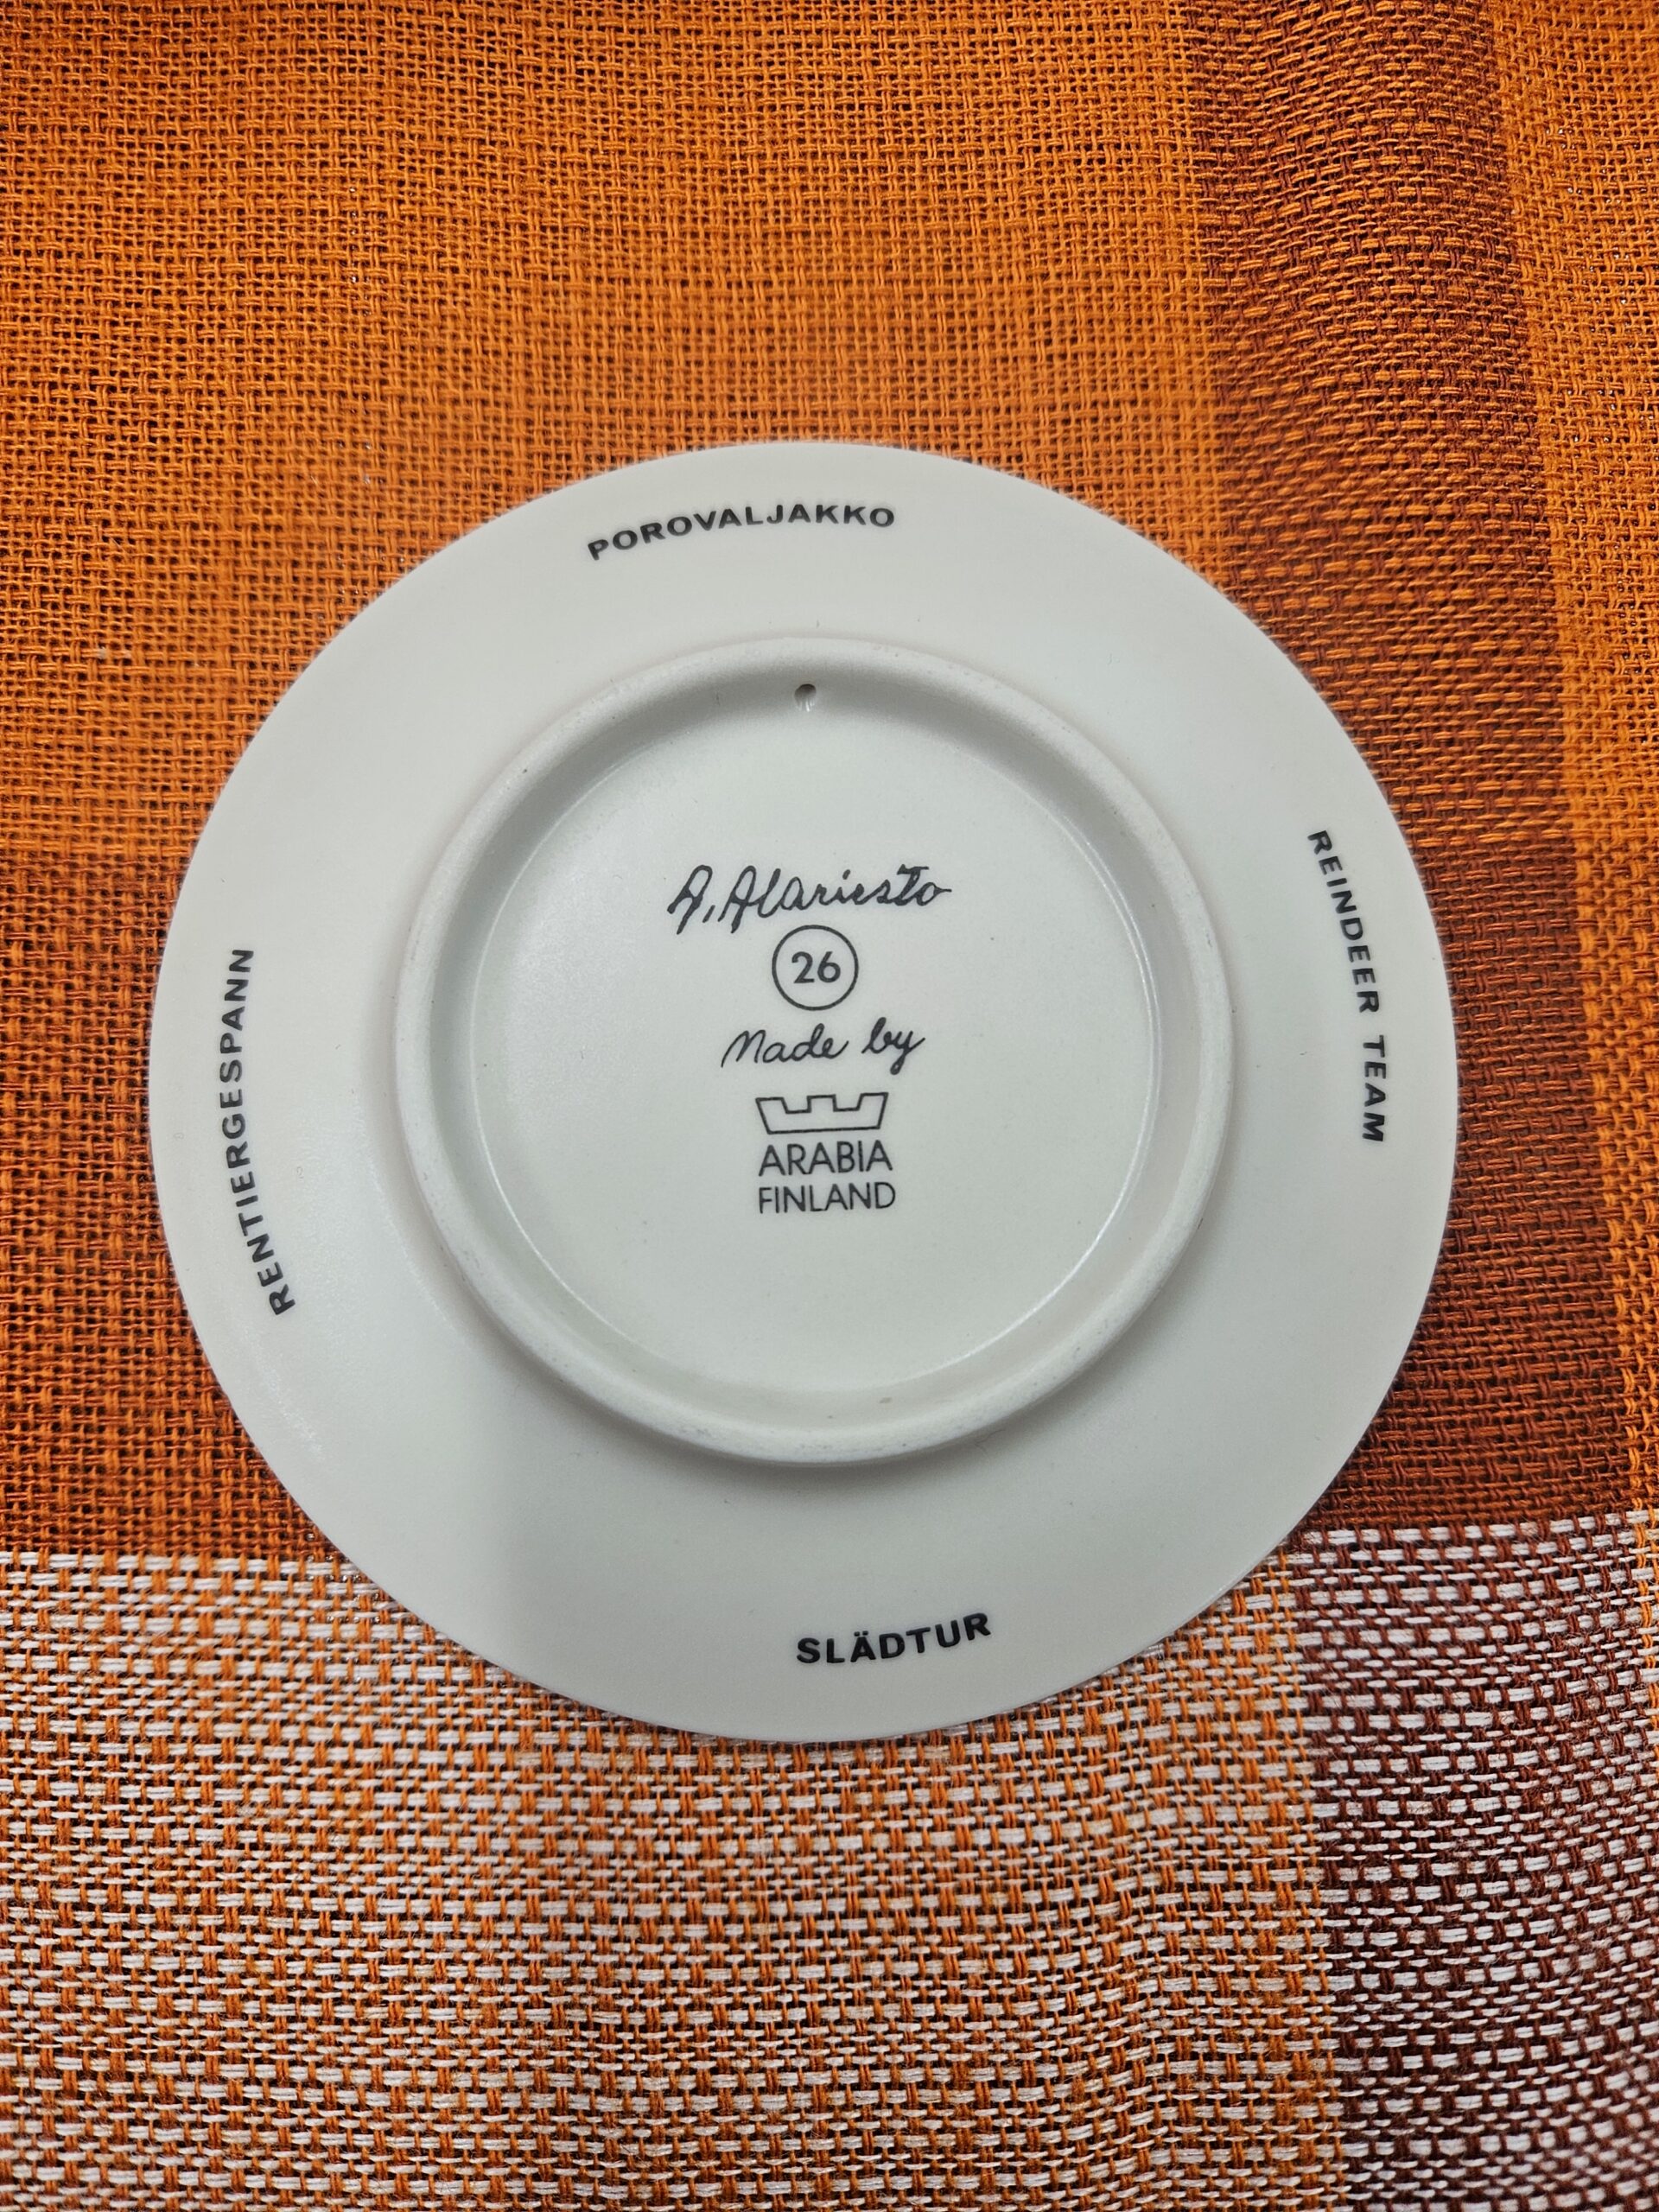 POROVALJAKKO
REINDEER TEAM
SLÄDTUR
RENTIERGESPANN
A. Alariesto
26
Made by
ARABIA
FINLAND